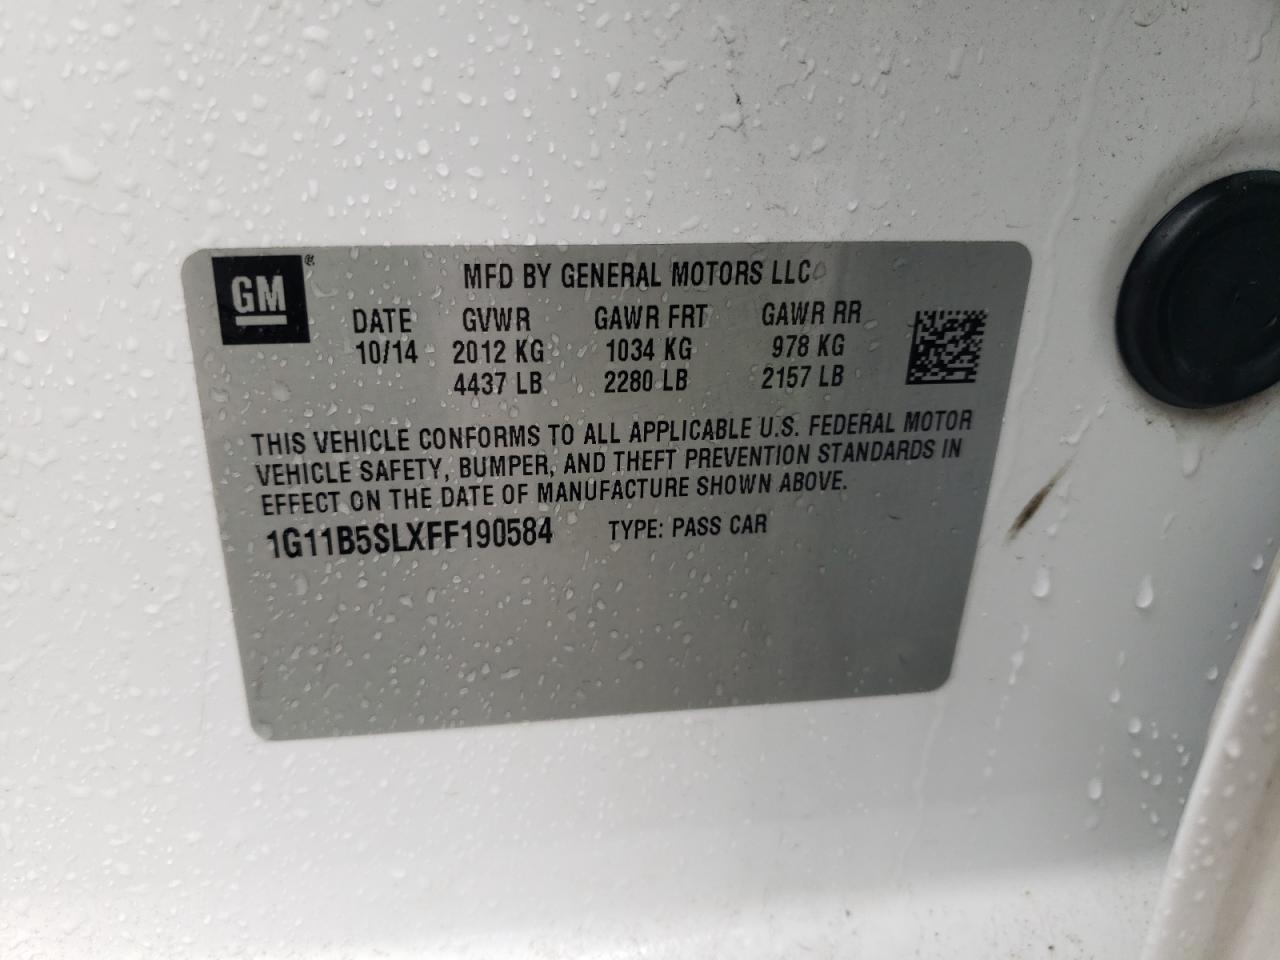 GM ®
MFD BY GENERAL MOTORS LLC
DATE GVWR GAWR FRT GAWR RR
10/14 2012 KG 1034 KG 978 KG
4437 LB 2280 LB 2157 LB
THIS VEHICLE CONFORMS TO ALL APPLICABLE U.S. FEDERAL MOTOR
VEHICLE SAFETY, BUMPER, AND THEFT PREVENTION STANDARDS IN
EFFECT ON THE DATE OF MANUFACTURE SHOWN ABOVE.
1G11B5SLXFF190584 TYPE: PASS CAR